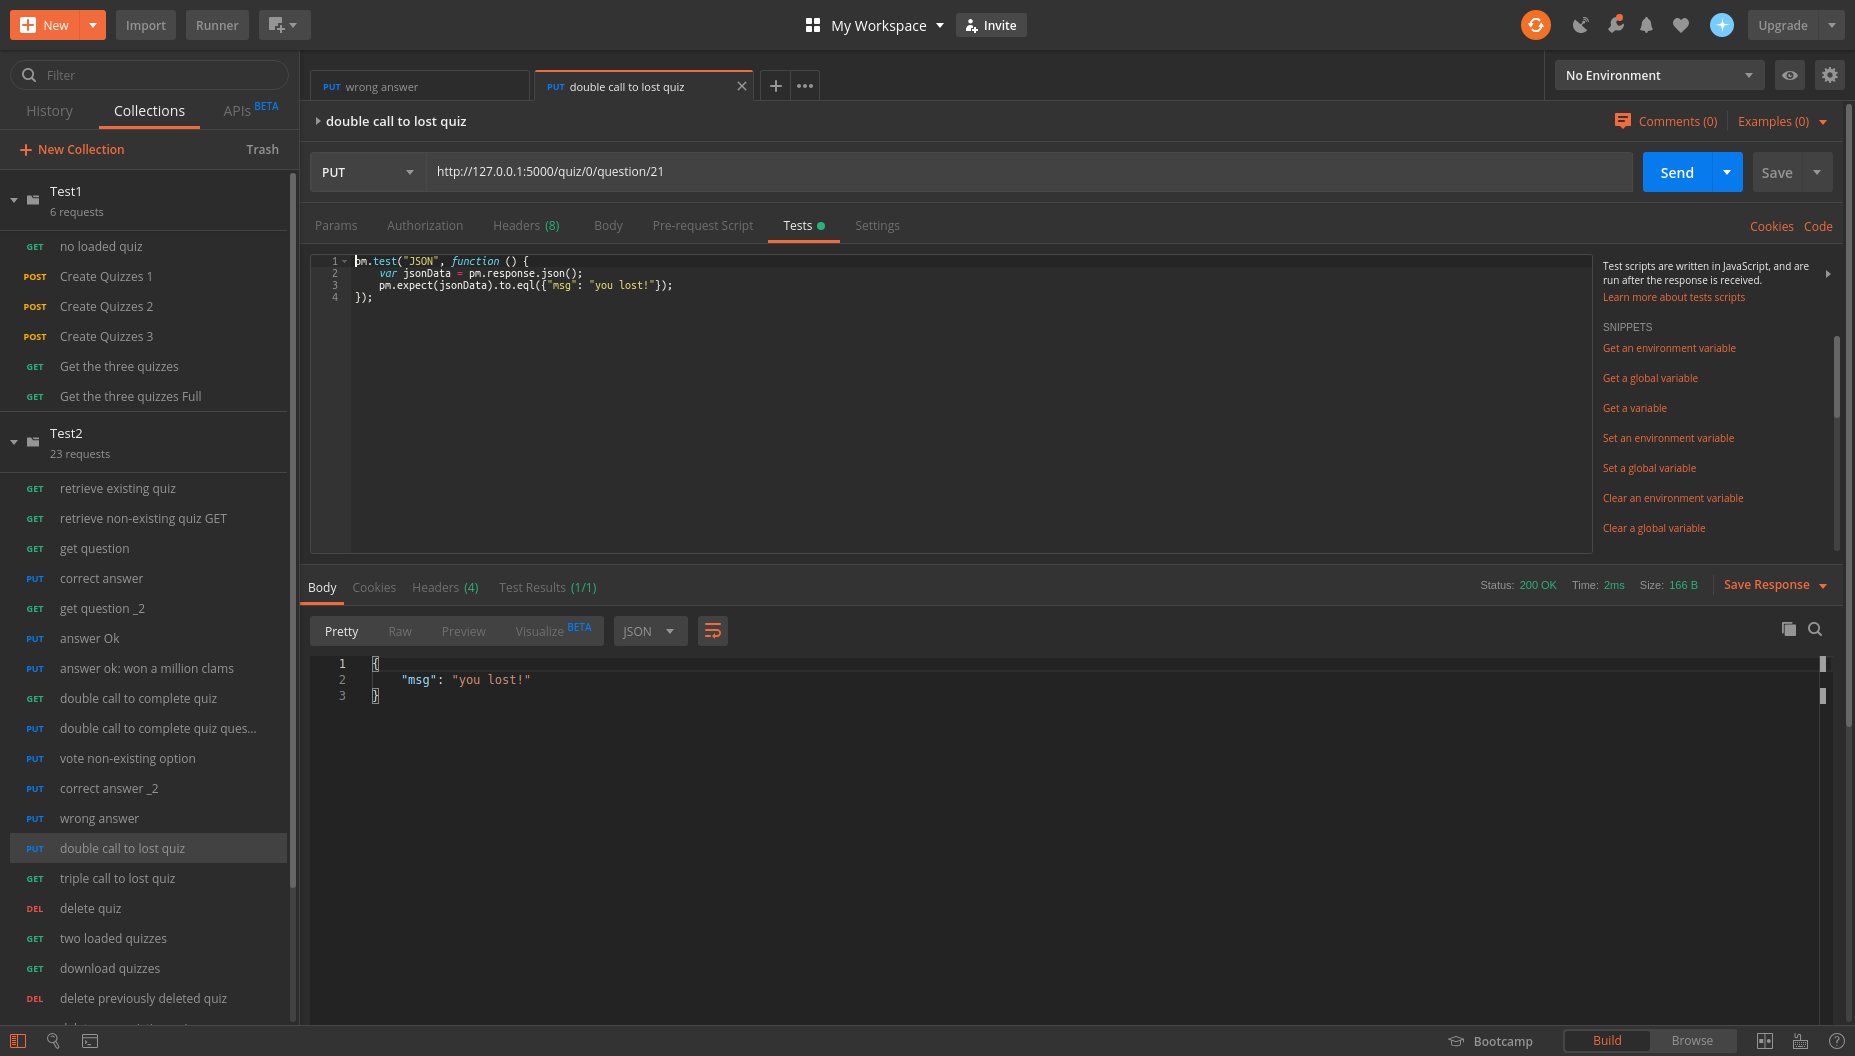 New
Import
Runner
My Workspace
Invite
Upgrade
Filter
History
Collections
APIs BETA
New Collection
Trash
Test1
6 requests
GET no loaded quiz
POST Create Quizzes 1
POST Create Quizzes 2
POST Create Quizzes 3
GET Get the three quizzes
GET Get the three quizzes Full
Test2
23 requests
GET retrieve existing quiz
GET retrieve non-existing quiz GET
GET get question
PUT correct answer
GET get question _2
PUT answer Ok
PUT answer ok: won a million clams
GET double call to complete quiz
PUT double call to complete quiz ques...
PUT vote non-existing option
PUT correct answer _2
PUT wrong answer
PUT double call to lost quiz
GET triple call to lost quiz
DEL delete quiz
GET two loaded quizzes
GET download quizzes
DEL delete previously deleted quiz
PUT wrong answer
PUT double call to lost quiz
No Environment
double call to lost quiz
Comments (0)
Examples (0)
PUT
http://127.0.0.1:5000/quiz/0/question/21
Send
Save
Params
Authorization
Headers (8)
Body
Pre-request Script
Tests
Settings
Cookies
Code
1 pm.test("JSON", function () {
2 var jsonData = pm.response.json();
3 pm.expect(jsonData).to.eql({"msg": "you lost!"});
4 });
Test scripts are written in JavaScript, and are
run after the response is received.
Learn more about tests scripts
SNIPPETS
Get an environment variable
Get a global variable
Get a variable
Set an environment variable
Set a global variable
Clear an environment variable
Clear a global variable
Body
Cookies
Headers (4)
Test Results (1/1)
Status: 200 OK
Time: 2ms
Size: 166 B
Save Response
Pretty
Raw
Preview
Visualize BETA
JSON
1 {
2 "msg": "you lost!"
3 }
Bootcamp
Build
Browse